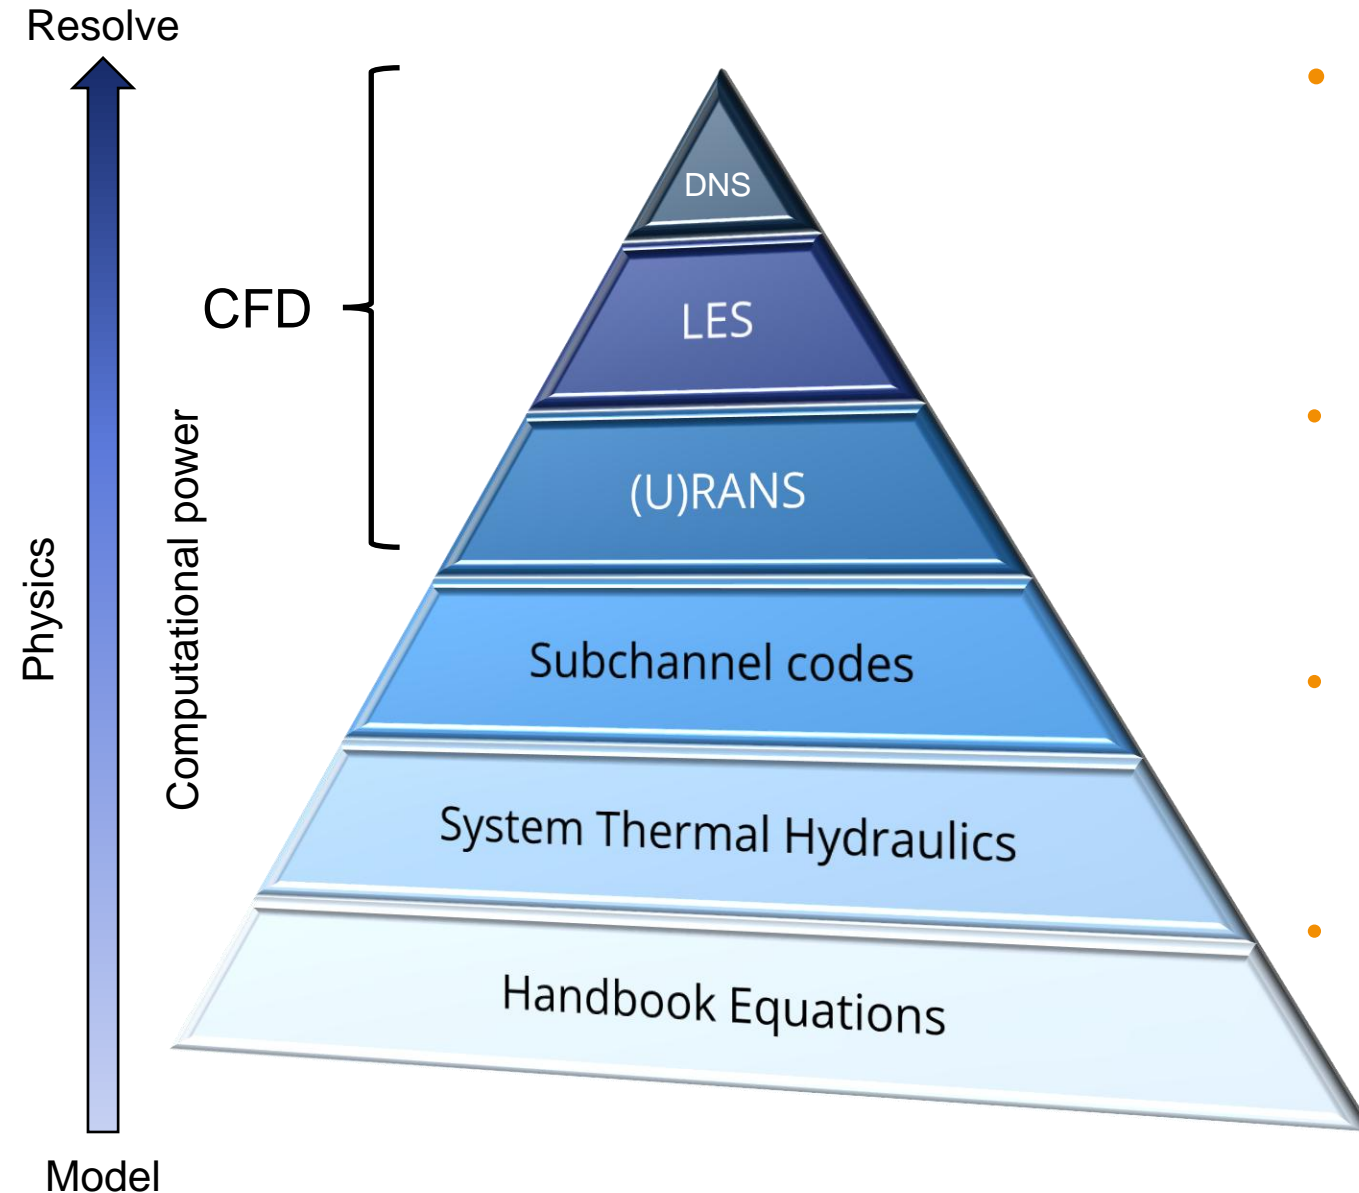 Resolve
DNS
CFD
LES
(U)RANS
Physics
Computational power
Subchannel codes
System Thermal Hydraulics
Handbook Equations
Model